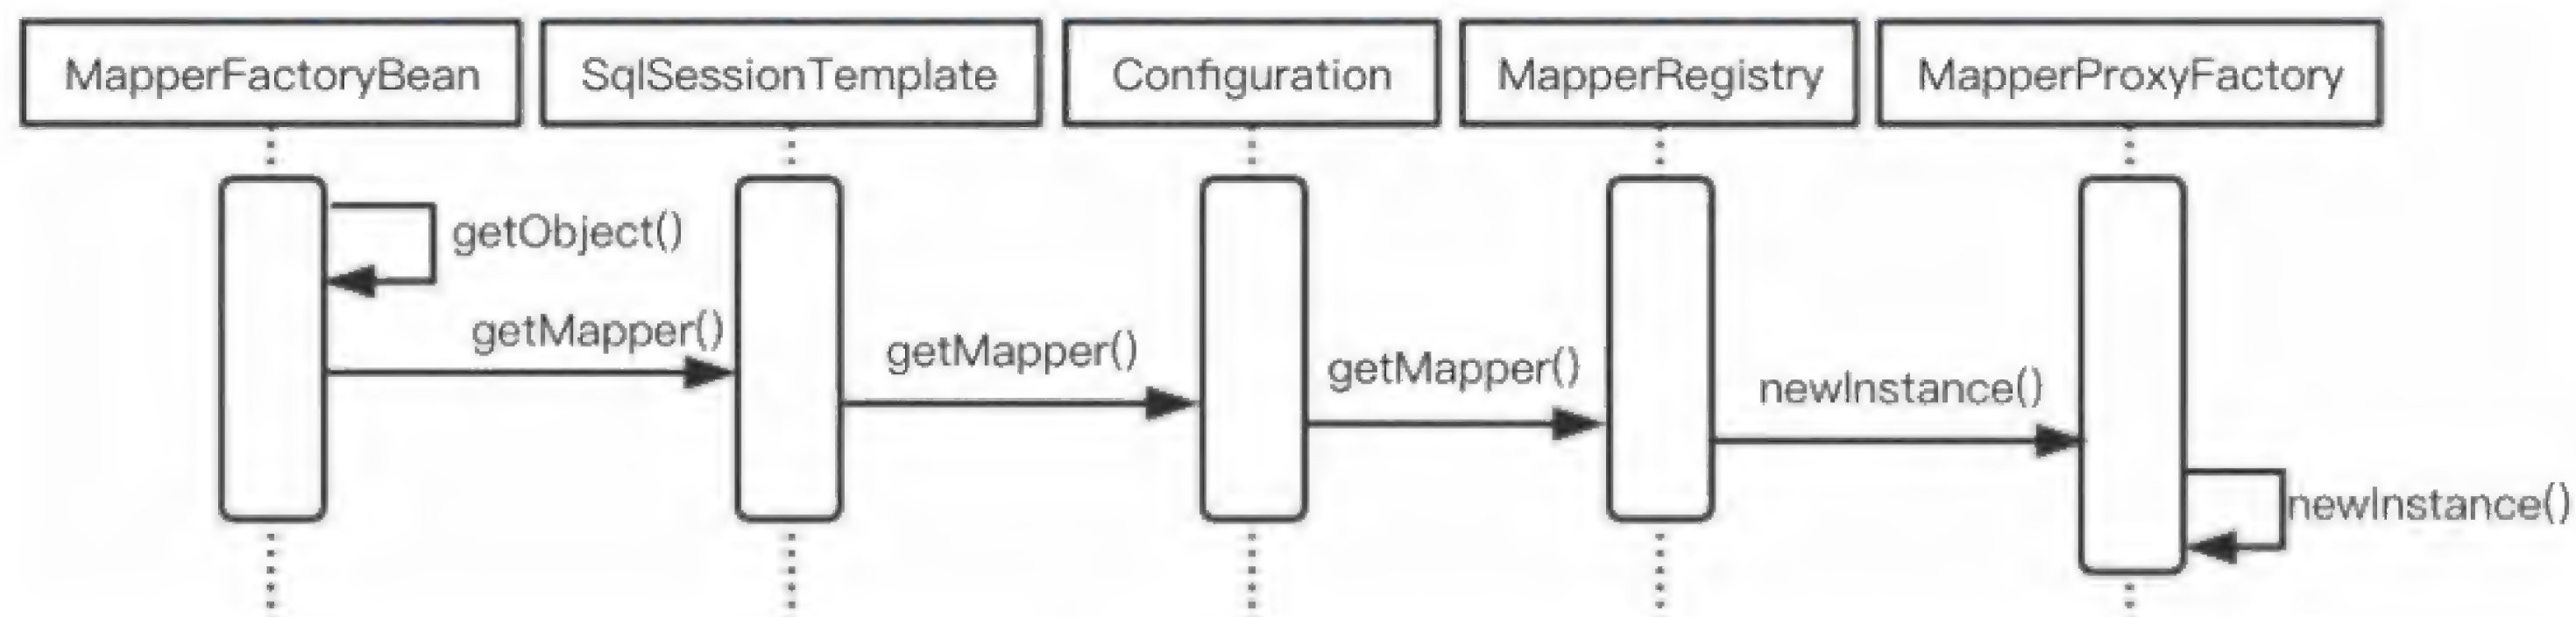 MapperFactoryBean
SqlSessionTemplate
Configuration
MapperRegistry
MapperProxyFactory
getObject()
getMapper()
getMapper()
getMapper()
newInstance()
newInstance()